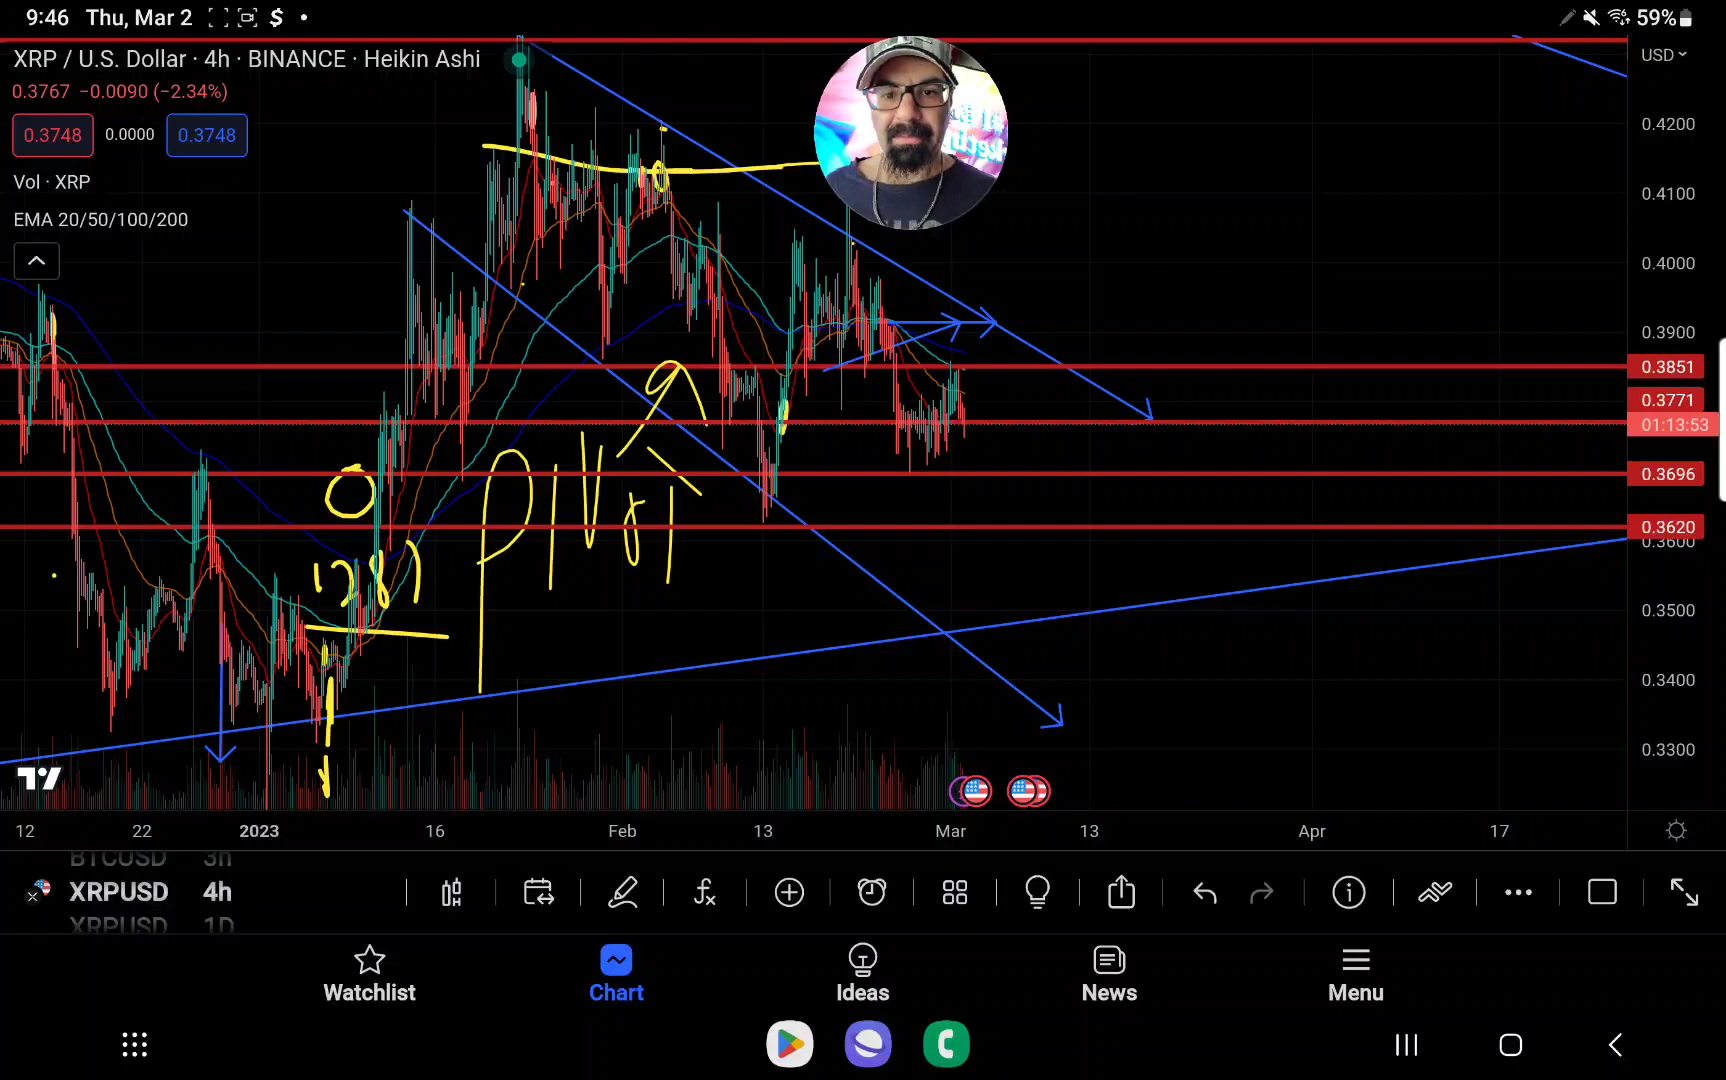 9:46 Thu, Mar 2 $ 59%
XRP / U.S. Dollar · 4h · BINANCE · Heikin Ashi
USD
0.3767 −0.0090 (−2.34%)
0.3748 0.0000 0.3748
Vol · XRP
EMA 20/50/100/200
0.4200
0.4100
0.4000
0.3900
0.3851
0.3771
01:13:53
0.3696
0.3620
0.3600
0.3500
0.3400
0.3300
12 22 2023 16 Feb 13 Mar 13 Apr 17
BTCUSD 3h
XRPUSD 4h
XRPUSD 1D
Watchlist Chart Ideas News Menu